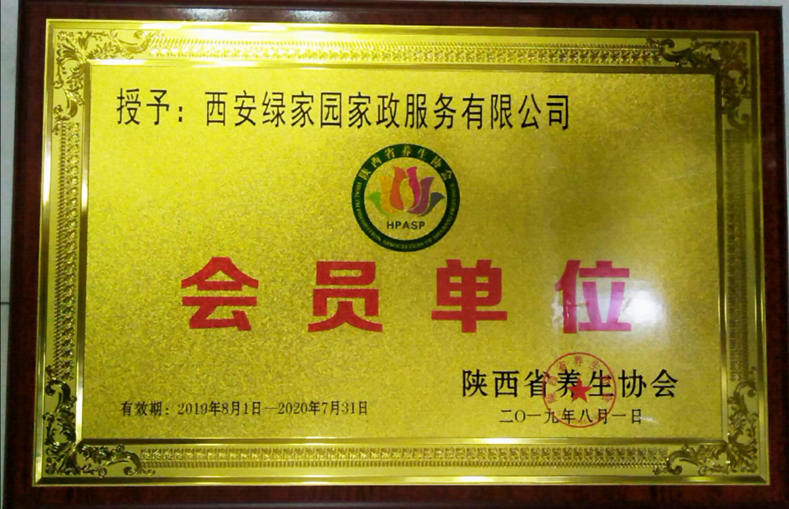 授予：西安绿家园家政服务有限公司
陕西省养生协会
HPASP
会员单位
陕西省养生协会
有效期：2019年8月1日—2020年7月31日
二〇一九年八月一日